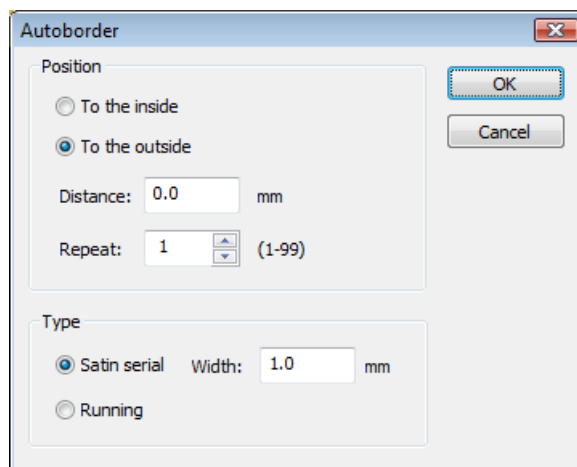 Autoborder
Position
To the inside
To the outside
Distance: 0.0 mm
Repeat: 1 (1-99)
OK
Cancel
Type
Satin serial Width: 1.0 mm
Running